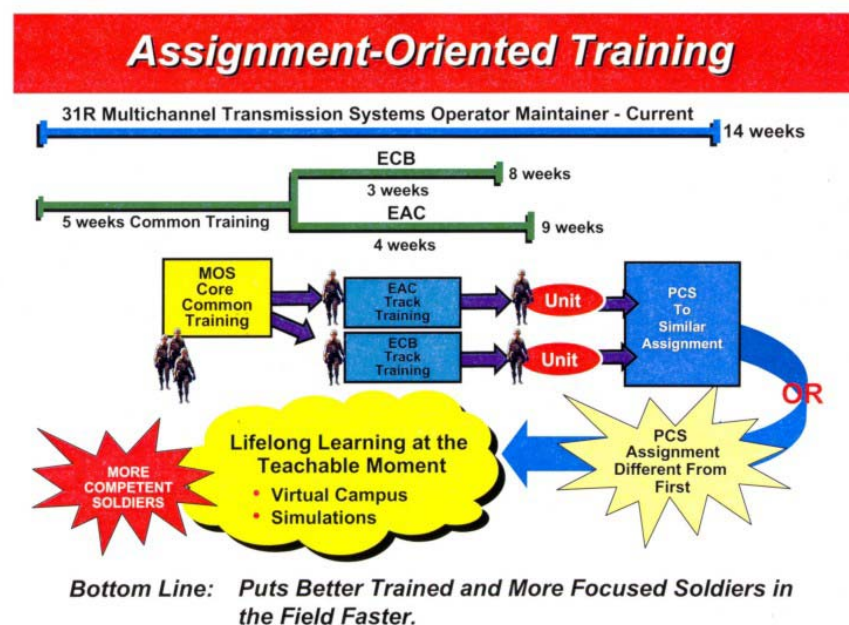 Assignment-Oriented Training
31R Multichannel Transmission Systems Operator Maintainer - Current
14 weeks
ECB
8 weeks
3 weeks
5 weeks Common Training
EAC
9 weeks
4 weeks
MOS
Core
Common
Training
EAC
Track
Training
Unit
ECB
Track
Training
Unit
PCS
To
Similar
Assignment
OR
PCS
Assignment
Different From
First
Lifelong Learning at the
Teachable Moment
• Virtual Campus
• Simulations
MORE
COMPETENT
SOLDIERS
Bottom Line: Puts Better Trained and More Focused Soldiers in
the Field Faster.